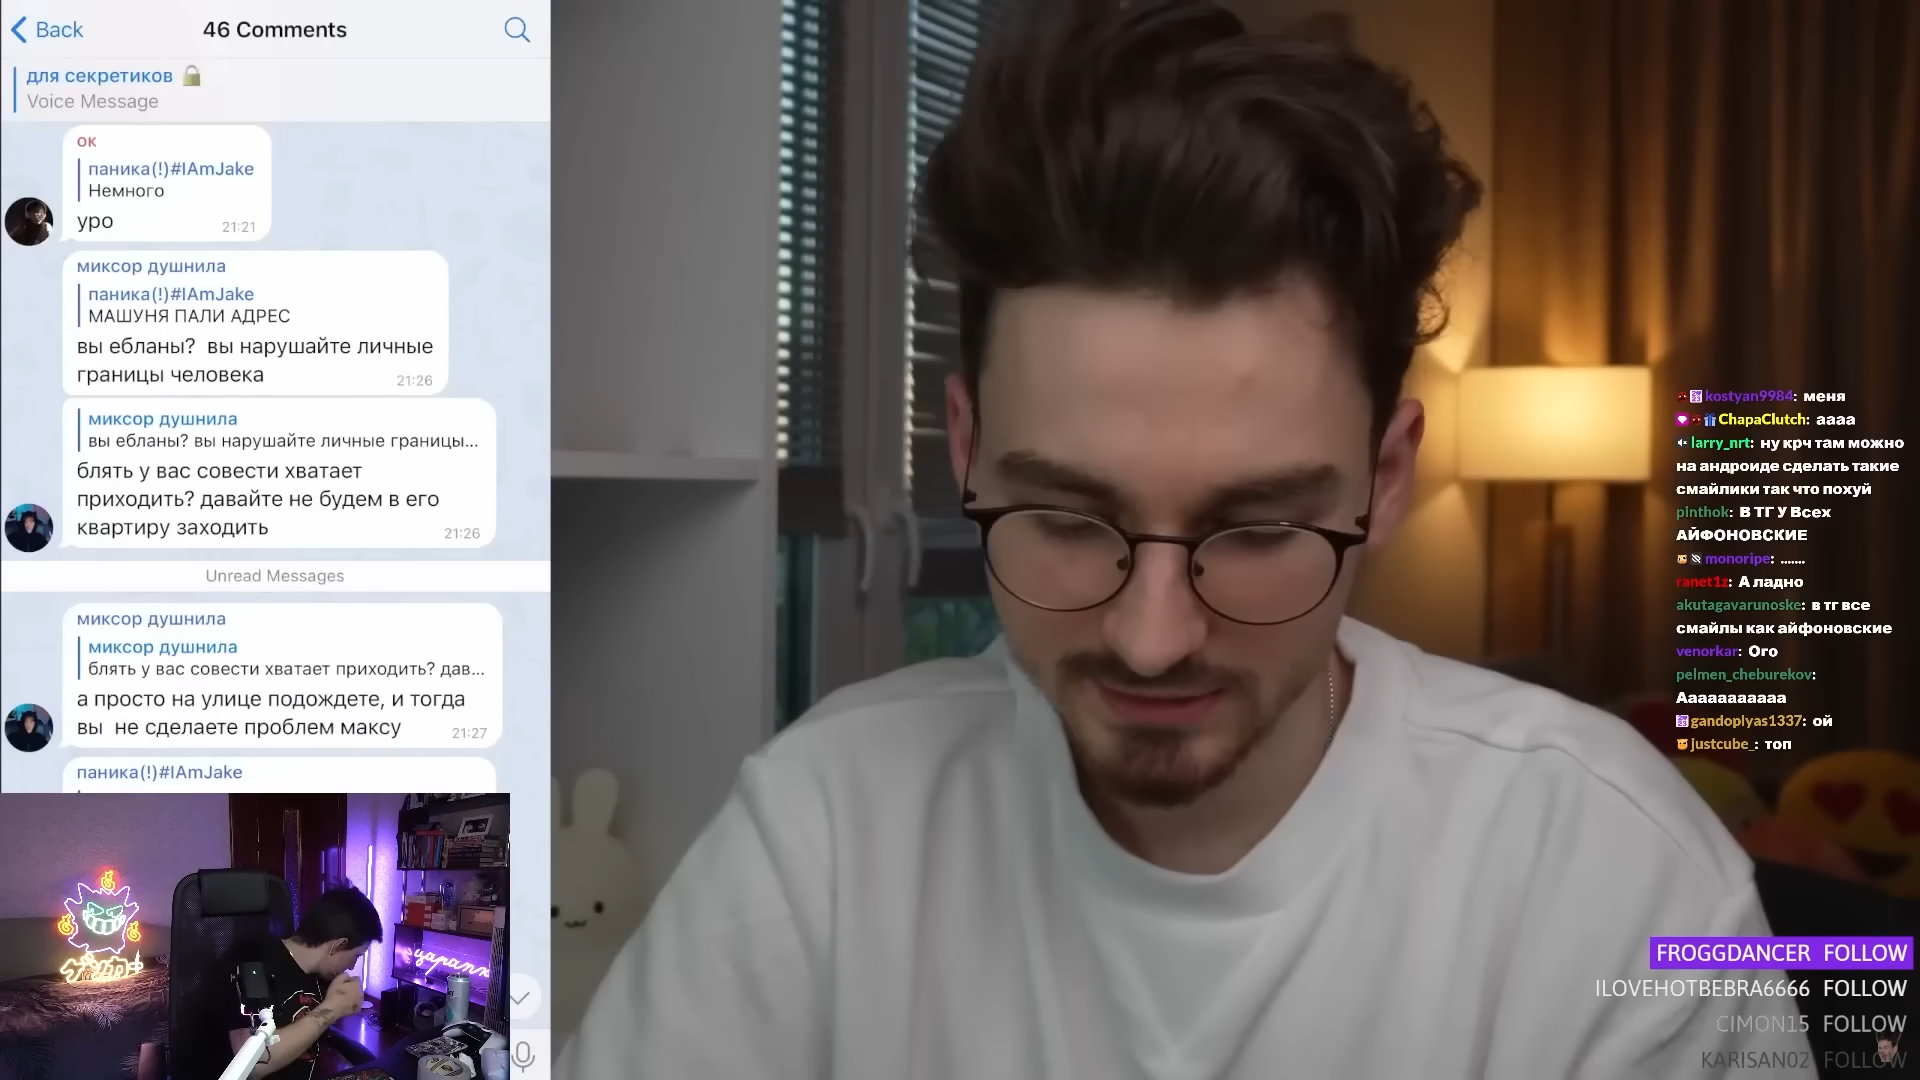 Back
46 Comments
для секретиков
Voice Message
ок
паника(!)#IAmJake
Немного
уро
21:21
миксор душнила
паника(!)#IAmJake
МАШУНЯ ПАЛИ АДРЕС
вы ебланы? вы нарушайте личные
границы человека
21:26
миксор душнила
вы ебланы? вы нарушайте личные границы...
блять у вас совести хватает
приходить? давайте не будем в его
квартиру заходить
21:26
Unread Messages
миксор душнила
миксор душнила
блять у вас совести хватает приходить? дав...
а просто на улице подождете, и тогда
вы не сделаете проблем максу
21:27
паника(!)#IAmJake
kostyan9984: меня
ChapaClutch: аааа
larry_nrt: ну крч там можно
на андроиде сделать такие
смайлики так что похуй
pinthok: В ТГ У Всех
АЙФОНОВСКИЕ
monoripe: .......
ranet1z: А ладно
akutagavarunoske: в тг все
смайлы как айфоновские
venorkar: Ого
pelmen_cheburekov:
Ааааааааааа
gandoplyas1337: ой
justcube_: топ
FROGGDANCER FOLLOW
ILOVEHOTBEBRA6666 FOLLOW
CIMON15 FOLLOW
KARISAN02 FOLLOW